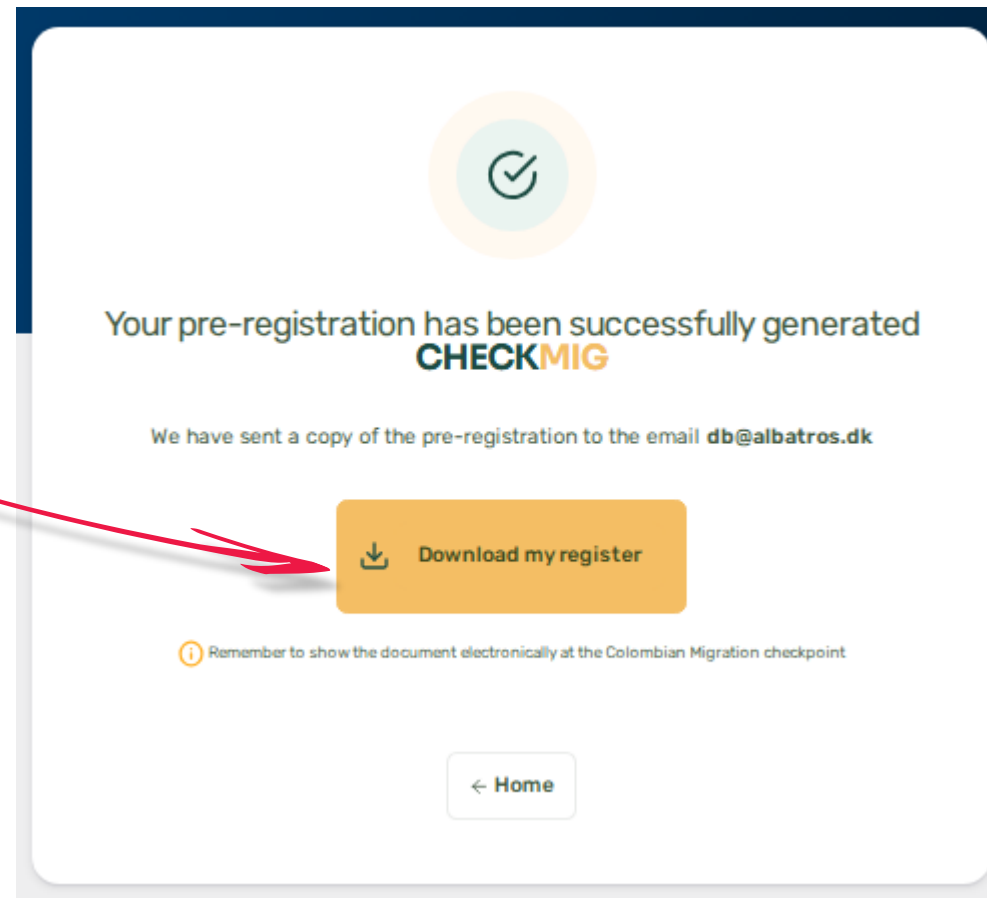 Your pre-registration has been successfully generated
CHECKMIG
We have sent a copy of the pre-registration to the email db@albatros.dk
Download my register
Remember to show the document electronically at the Colombian Migration checkpoint
← Home